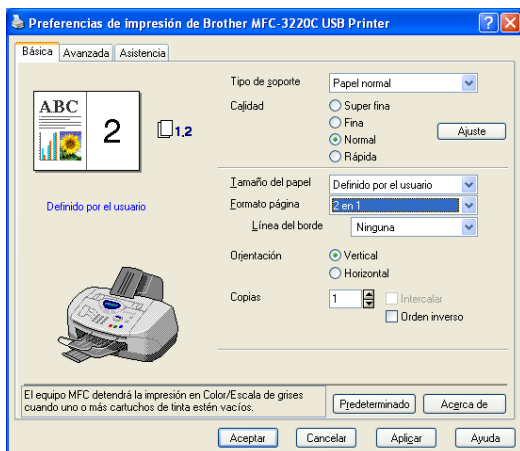 Preferencias de impresión de Brother MFC-3220C USB Printer
Básica Avanzada Asistencia
Tipo de soporte Papel normal
ABC
2
1.2
Calidad Super fina
Fina
Normal
Rápida
Ajuste
Definido por el usuario
Tamaño del papel Definido por el usuario
Formato página 2 en 1
Línea del borde Ninguna
Orjentación Vertical
Horizontal
Copias 1 Intercalar
Orden inverso
El equipo MFC detendrá la impresión en Color/Escala de grises
cuando uno o más cartuchos de tinta estén vacíos.
Predeterminado Acerca de
Aceptar Cancelar Aplicar Ayuda